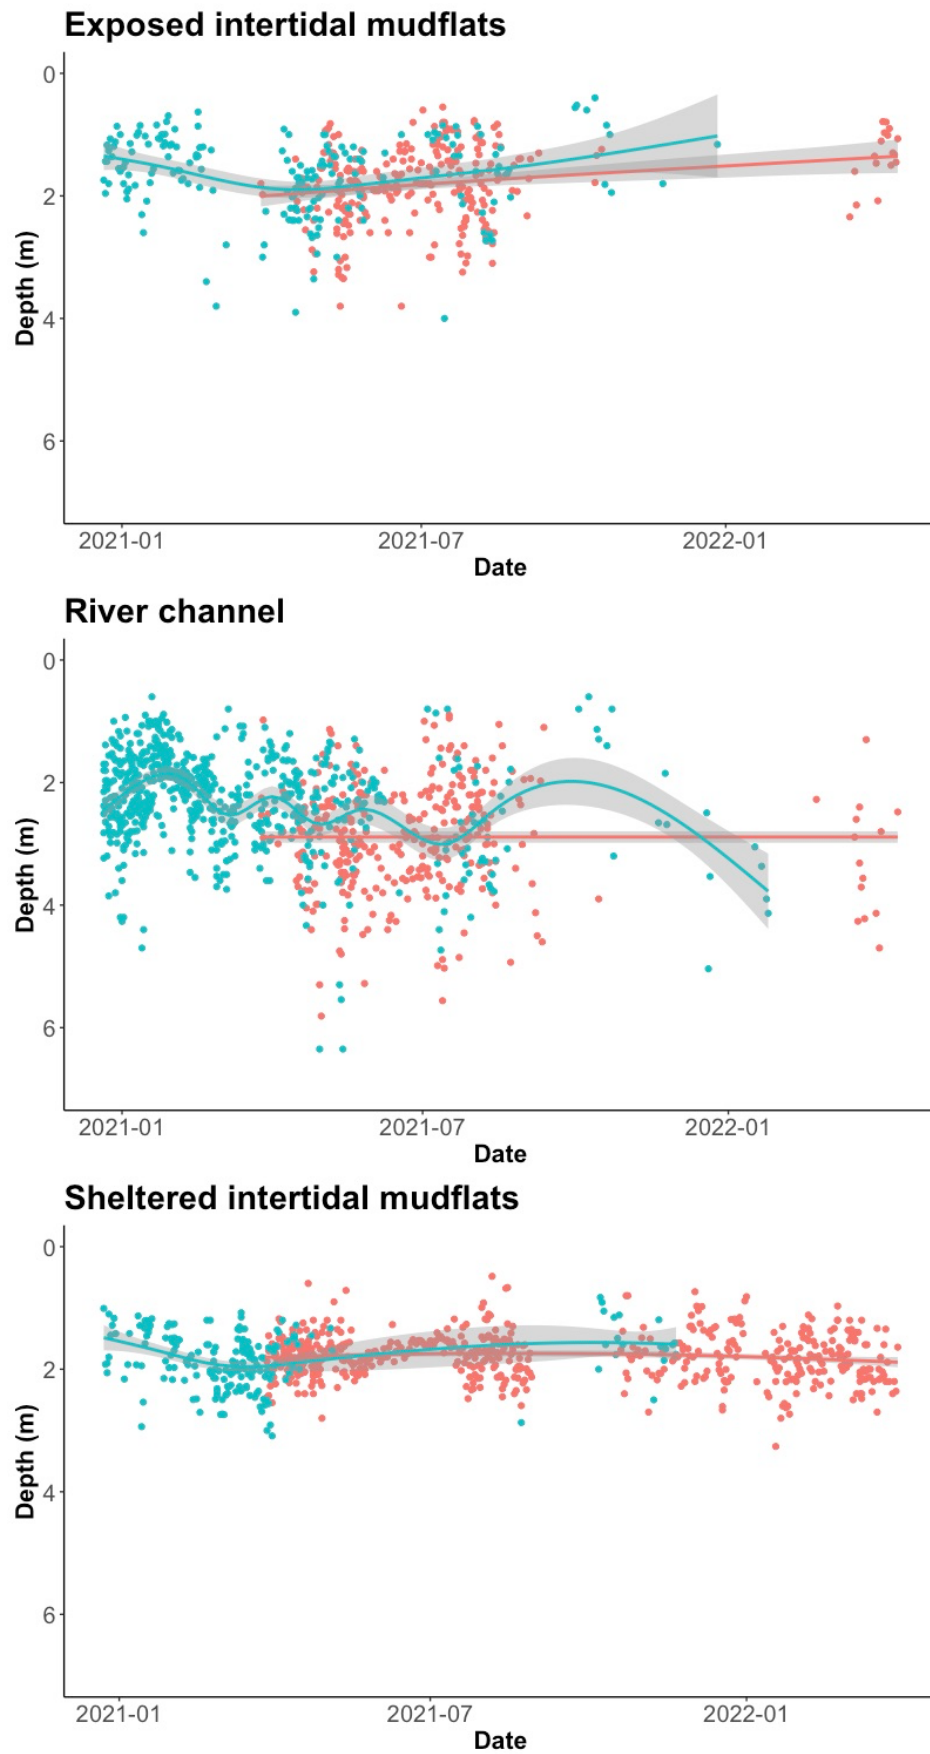 Exposed intertidal mudflats
0
2
4
6
Depth (m)
2021-01 2021-07 2022-01
Date
River channel
0
2
4
6
Depth (m)
2021-01 2021-07 2022-01
Date
Sheltered intertidal mudflats
0
2
4
6
Depth (m)
2021-01 2021-07 2022-01
Date